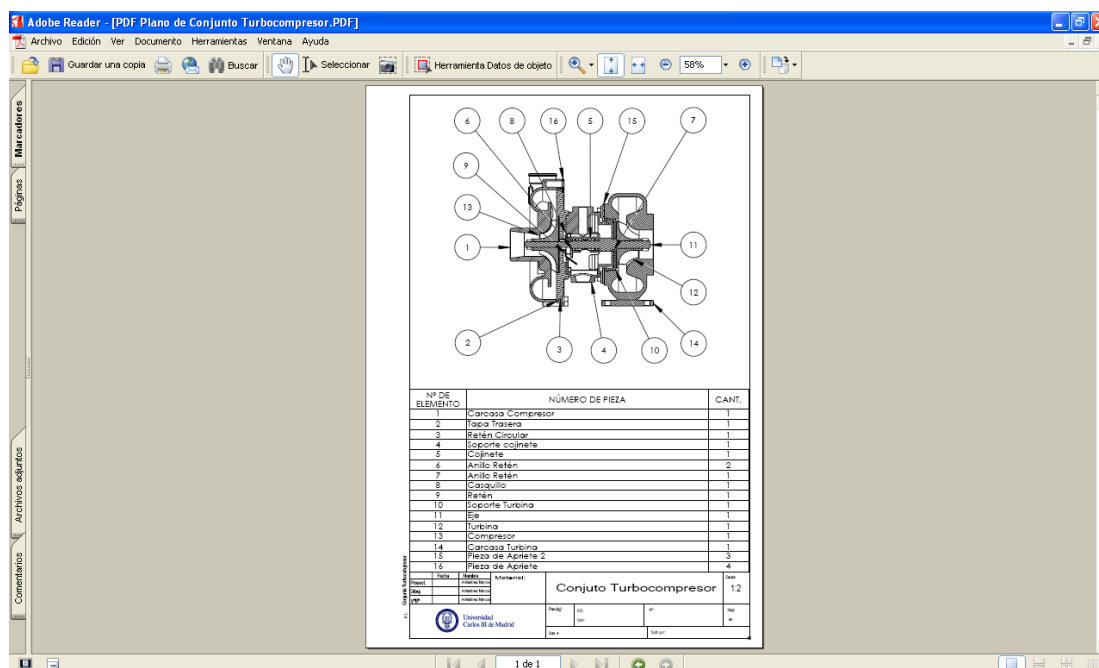 Adobe Reader - [PDF Plano de Conjunto Turbocompresor.PDF]
Archivo Edición Ver Documento Herramientas Ventana Ayuda
Guardar una copia Buscar Seleccionar Herramienta Datos de objeto 58%
Marcadores
Páginas
Archivos adjuntos
Comentarios
6 8 16 5 15 7
9
13
1 11
12
2 3 4 10 14
Nº DE ELEMENTO NÚMERO DE PIEZA CANT.
1 Carcasa Compresor 1
2 Tapa Trasera 1
3 Retén Circular 1
4 Soporte cojinete 1
5 Cojinete 1
6 Anillo Retén 2
7 Anillo Retén 1
8 Casquillo 1
9 Retén 1
10 Soporte Turbina 1
11 Eje 1
12 Turbina 1
13 Compresor 1
14 Carcasa Turbina 1
15 Pieza de Apriete 2 3
16 Pieza de Apriete 4
Conjunto Turbocompresor
Fecha Nombre Material:
Conjuto Turbocompresor
1:2
Universidad
Carlos III de Madrid
1 de 1